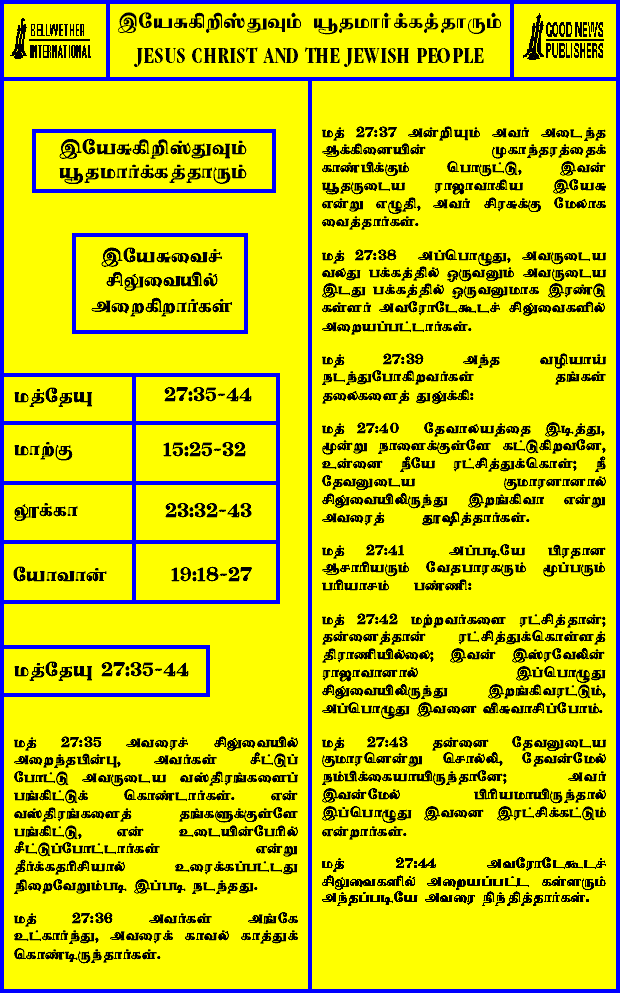 BELLWETHER
INTERNATIONAL
இயேசுகிறிஸ்துவும் யூதமார்க்கத்தாரும்
JESUS CHRIST AND THE JEWISH PEOPLE
GOOD NEWS
PUBLISHERS
இயேசுகிறிஸ்துவும்
யூதமார்க்கத்தாரும்
இயேசுவைச்
சிலுவையில்
அறைகிறார்கள்
மத்தேயு 27:35-44
மாற்கு 15:25-32
லூக்கா 23:32-43
யோவான் 19:18-27
மத்தேயு 27:35-44
மத் 27:35 அவரைச் சிலுவையில்
அறைந்தபின்பு, அவர்கள் சீட்டுப்
போட்டு அவருடைய வஸ்திரங்களைப்
பங்கிட்டுக் கொண்டார்கள். என்
வஸ்திரங்களைத் தங்களுக்குள்ளே
பங்கிட்டு, என் உடையின்பேரில்
சீட்டுப்போட்டார்கள் என்று
தீர்க்கதரிசியால் உரைக்கப்பட்டது
நிறைவேறும்படி இப்படி நடந்தது.
மத் 27:36 அவர்கள் அங்கே
உட்கார்ந்து, அவரைக் காவல் காத்துக்
கொண்டிருந்தார்கள்.
மத் 27:37 அன்றியும் அவர் அடைந்த
ஆக்கினையின் முகாந்தரத்தைக்
காண்பிக்கும் பொருட்டு, இவன்
யூதருடைய ராஜாவாகிய இயேசு
என்று எழுதி, அவர் சிரசுக்கு மேலாக
வைத்தார்கள்.
மத் 27:38 அப்பொழுது, அவருடைய
வலது பக்கத்தில் ஒருவனும் அவருடைய
இடது பக்கத்தில் ஒருவனுமாக இரண்டு
கள்ளர் அவரோடேகூடச் சிலுவைகளில்
அறையப்பட்டார்கள்.
மத் 27:39 அந்த வழியாய்
நடந்துபோகிறவர்கள் தங்கள்
தலைகளைத் துலுக்கி:
மத் 27:40 தேவாலயத்தை இடித்து,
மூன்று நாளைக்குள்ளே கட்டுகிறவனே,
உன்னை நீயே ரட்சித்துக்கொள்; நீ
தேவனுடைய குமாரனானால்
சிலுவையிலிருந்து இறங்கிவா என்று
அவரைத் தூஷித்தார்கள்.
மத் 27:41 அப்படியே பிரதான
ஆசாரியரும் வேதபாரகரும் மூப்பரும்
பரியாசம் பண்ணி:
மத் 27:42 மற்றவர்களை ரட்சித்தான்;
தன்னைத்தான் ரட்சித்துக்கொள்ளத்
திராணியில்லை; இவன் இஸ்ரவேலின்
ராஜாவானால் இப்பொழுது
சிலுவையிலிருந்து இறங்கிவரட்டும்,
அப்பொழுது இவனை விசுவாசிப்போம்.
மத் 27:43 தன்னை தேவனுடைய
குமாரனென்று சொல்லி, தேவன்மேல்
நம்பிக்கையாயிருந்தானே; அவர்
இவன்மேல் பிரியமாயிருந்தால்
இப்பொழுது இவனை இரட்சிக்கட்டும்
என்றார்கள்.
மத் 27:44 அவரோடேகூடச்
சிலுவைகளில் அறையப்பட்ட கள்ளரும்
அந்தப்படியே அவரை நிந்தித்தார்கள்.